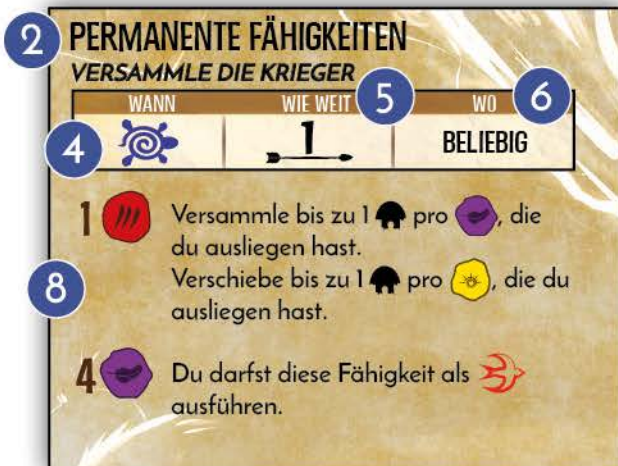 2 PERMANENTE FÄHIGKEITEN
VERSAMMLE DIE KRIEGER
WANN WIE WEIT 5 WO 6
4 1 BELIEBIG
1 Versammle bis zu 1 pro , die
du ausliegen hast.
8 Verschiebe bis zu 1 pro , die du
ausliegen hast.
4 Du darfst diese Fähigkeit als
ausführen.